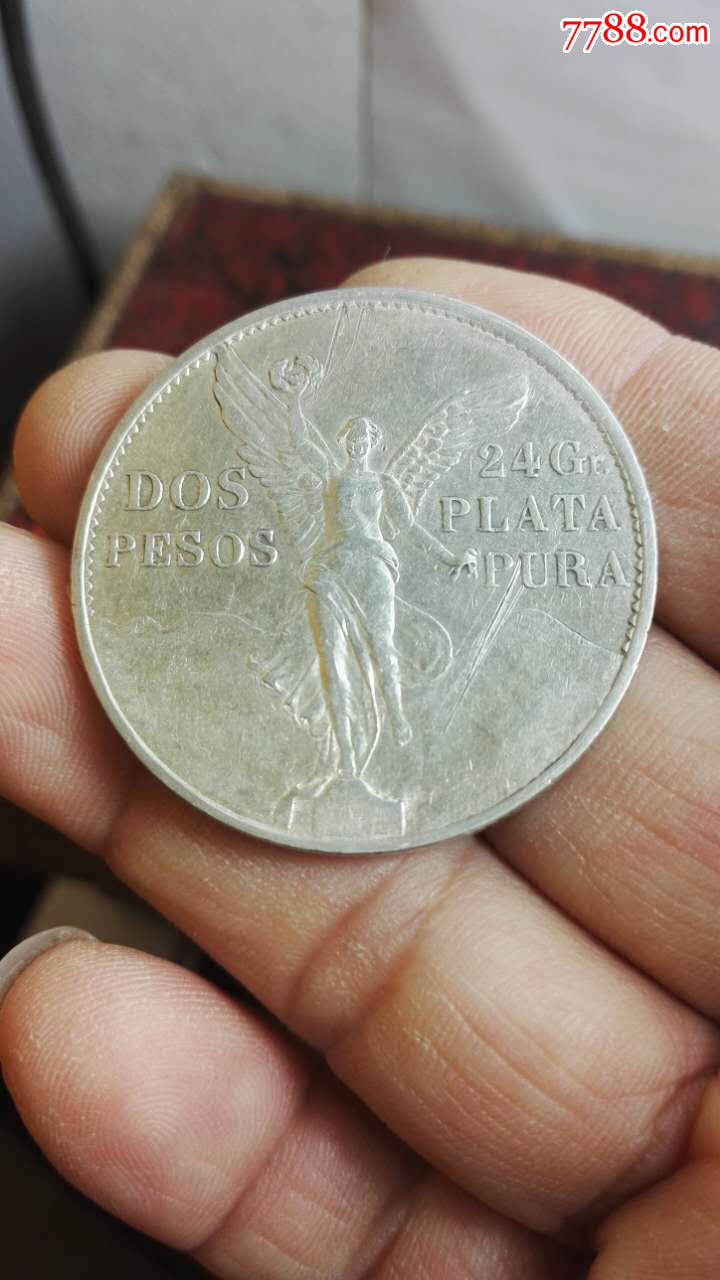 7788.com
DOS
PESOS
24 Gr.
PLATA
PURA